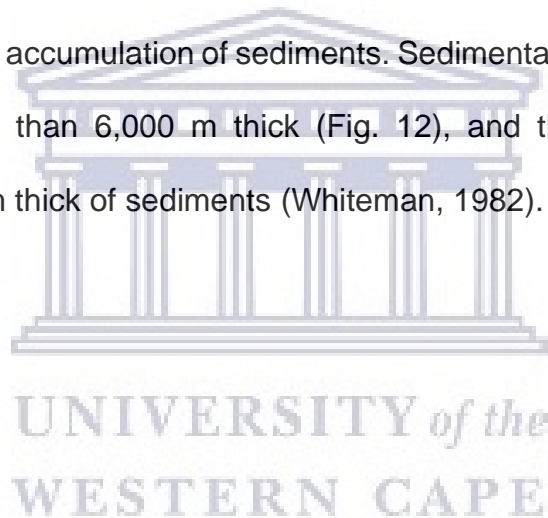 accumulation of sediments. Sedimenta
than 6,000 m thick (Fig. 12), and
thick of sediments (Whiteman, 1982).
UNIVERSITY of the
WESTERN CAPE